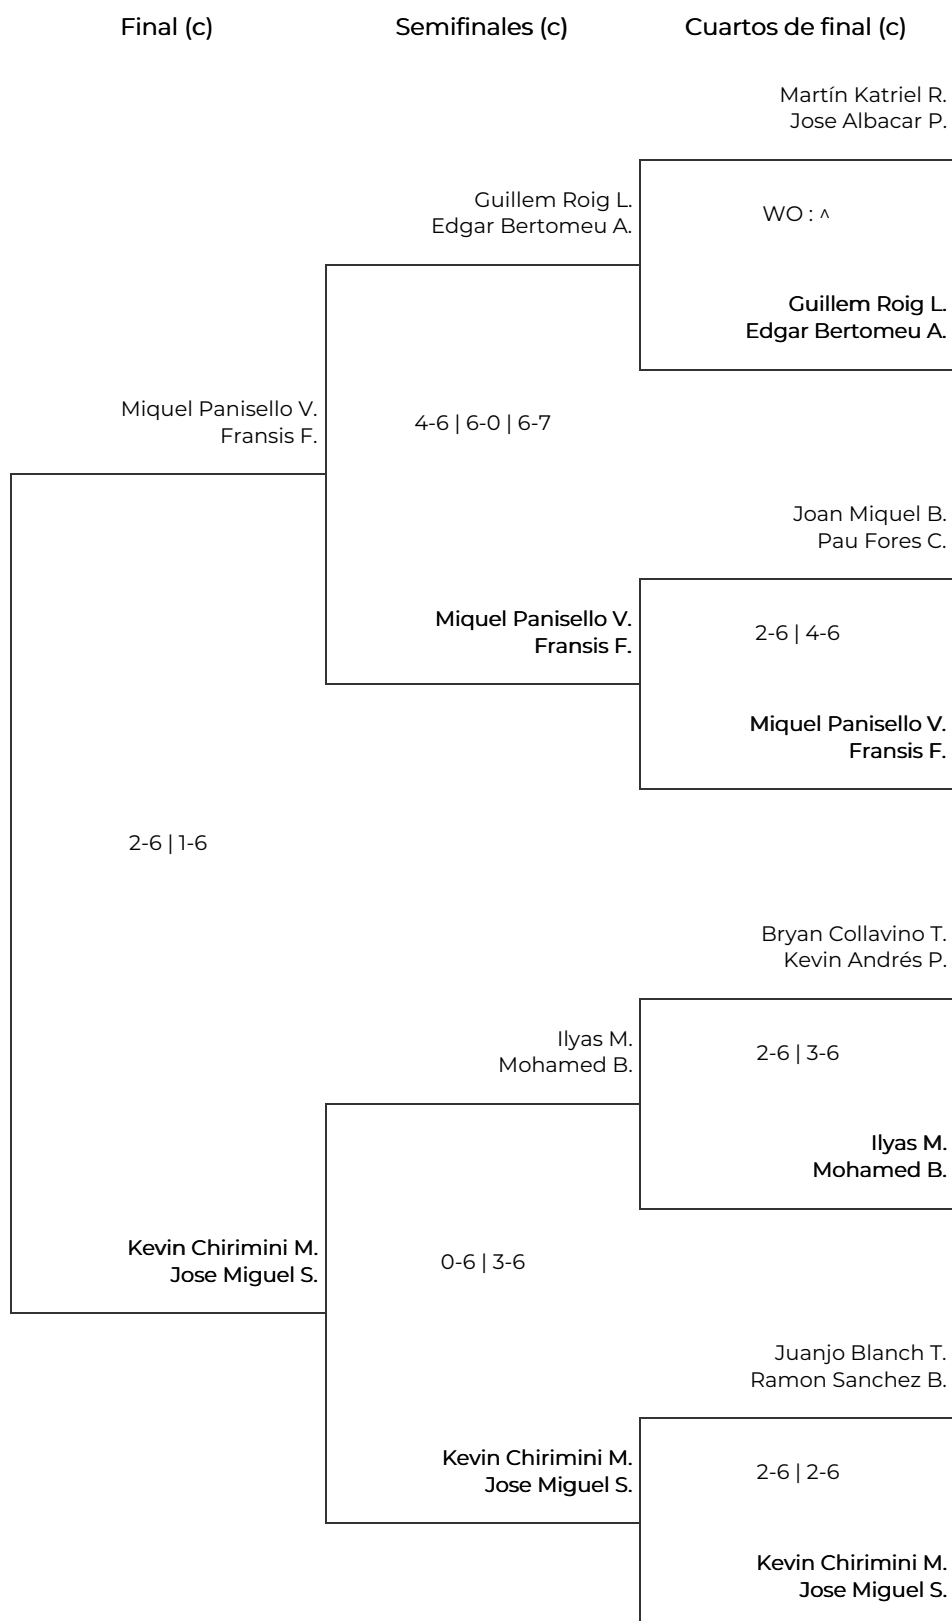 Final (c)
Semifinales (c)
Cuartos de final (c)
Martín Katriel R.
Jose Albacar P.
Guillem Roig L.
Edgar Bertomeu A.
WO : ^
Guillem Roig L.
Edgar Bertomeu A.
Miquel Panisello V.
Fransis F.
4-6 | 6-0 | 6-7
Joan Miquel B.
Pau Fores C.
Miquel Panisello V.
Fransis F.
2-6 | 4-6
Miquel Panisello V.
Fransis F.
2-6 | 1-6
Bryan Collavino T.
Kevin Andrés P.
Ilyas M.
Mohamed B.
2-6 | 3-6
Ilyas M.
Mohamed B.
Kevin Chirimini M.
Jose Miguel S.
0-6 | 3-6
Juanjo Blanch T.
Ramon Sanchez B.
Kevin Chirimini M.
Jose Miguel S.
2-6 | 2-6
Kevin Chirimini M.
Jose Miguel S.